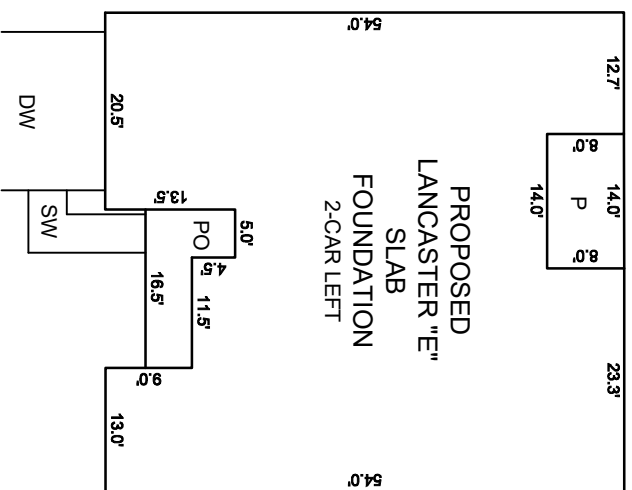 54.0'
12.7'
8.0'
14.0'
P
14.0'
8.0'
23.3'
PROPOSED
LANCASTER "E"
SLAB
FOUNDATION
2-CAR LEFT
20.5'
DW
SW
13.5'
PO
5.0'
4.5'
11.5'
16.5'
9.0'
13.0'
54.0'